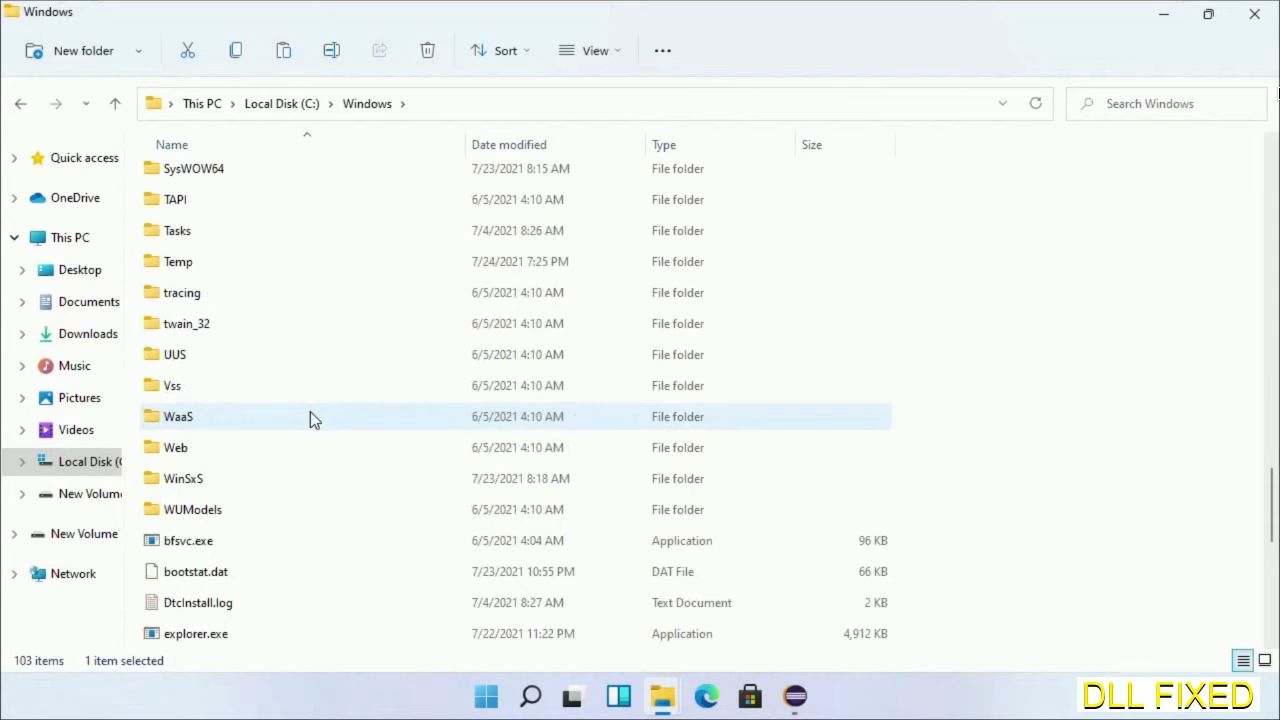 Windows
New folder
Sort
View
This PC
Local Disk (C:)
Windows
Search Windows
Name
Date modified
Type
Size
Quick access
OneDrive
This PC
Desktop
Documents
Downloads
Music
Pictures
Videos
Local Disk (
New Volum
New Volume
Network
SysWOW64 7/23/2021 8:15 AM File folder
TAPI 6/5/2021 4:10 AM File folder
Tasks 7/4/2021 8:26 AM File folder
Temp 7/24/2021 7:25 PM File folder
tracing 6/5/2021 4:10 AM File folder
twain_32 6/5/2021 4:10 AM File folder
UUS 6/5/2021 4:10 AM File folder
Vss 6/5/2021 4:10 AM File folder
WaaS 6/5/2021 4:10 AM File folder
Web 6/5/2021 4:10 AM File folder
WinSxS 7/23/2021 8:18 AM File folder
WUModels 6/5/2021 4:10 AM File folder
bfsvc.exe 6/5/2021 4:04 AM Application 96 KB
bootstat.dat 7/23/2021 10:55 PM DAT File 66 KB
DtcInstall.log 7/4/2021 8:27 AM Text Document 2 KB
explorer.exe 7/22/2021 11:22 PM Application 4,912 KB
103 items
1 item selected
DLL FIXED